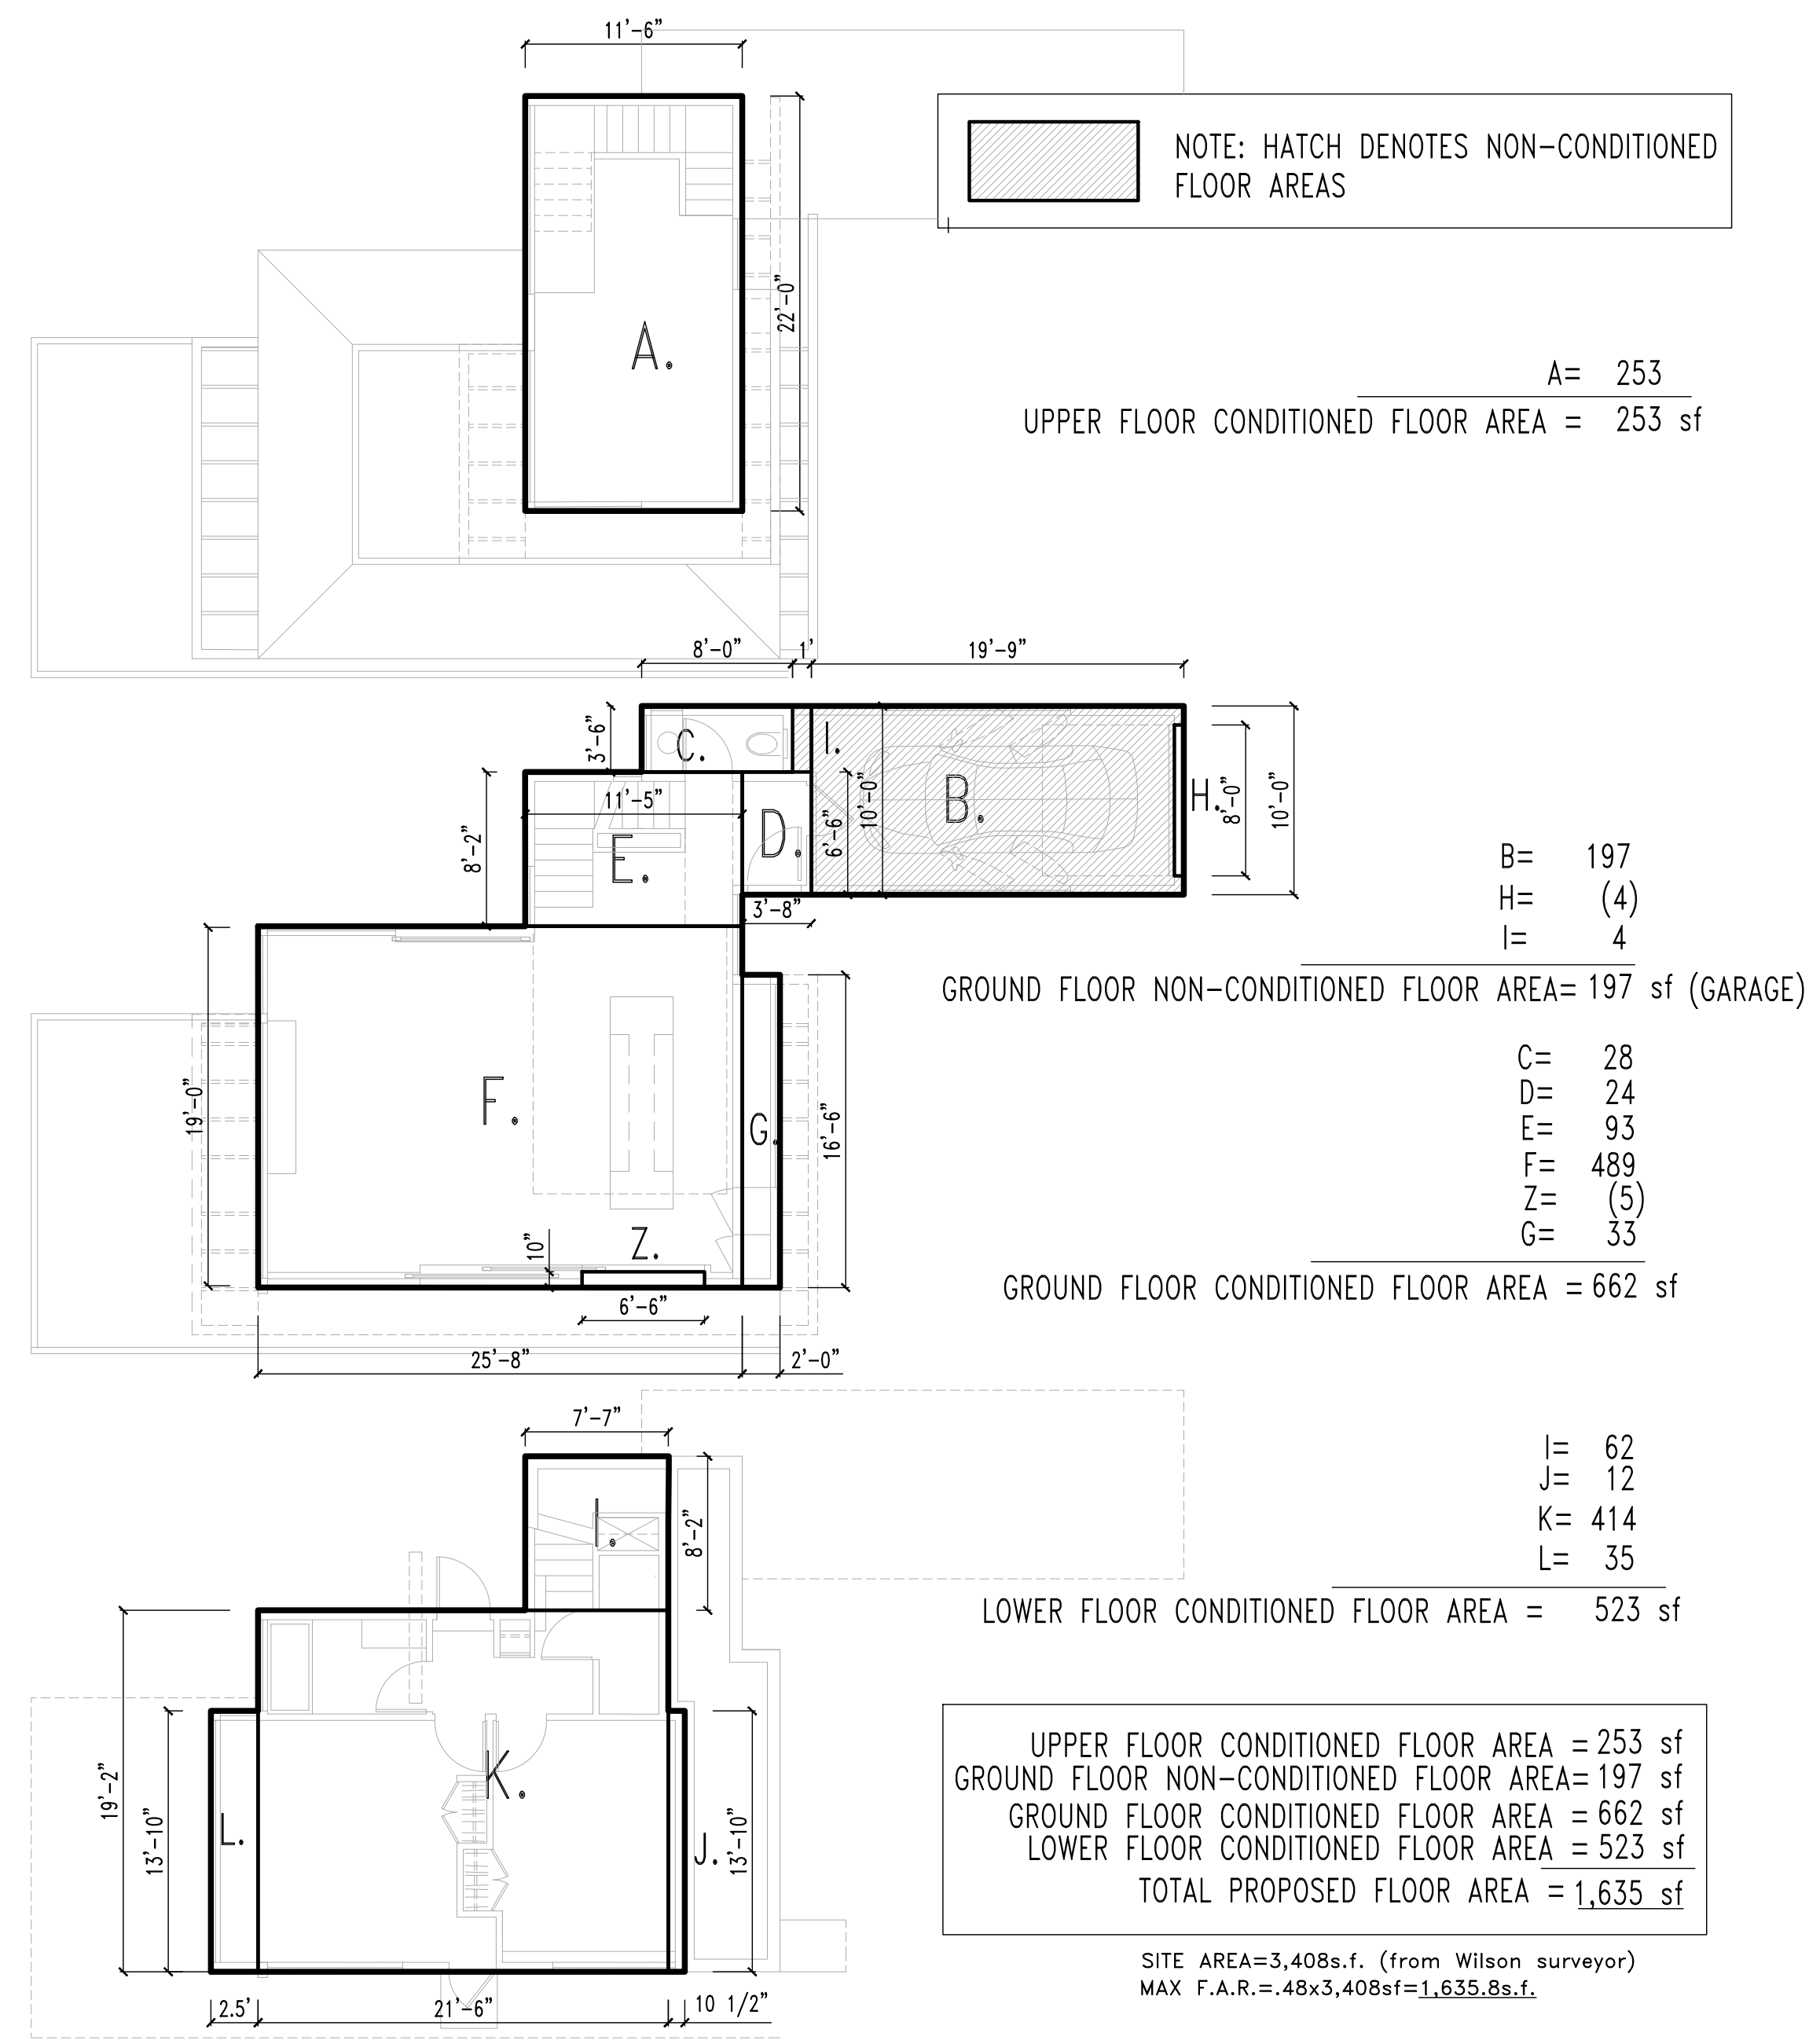 11'-6"
NOTE: HATCH DENOTES NON-CONDITIONED
FLOOR AREAS
22'-0"
A.
A= 253
UPPER FLOOR CONDITIONED FLOOR AREA = 253 sf
8'-0" 1' 19'-9"
3'-6"
C.
I.
B.
H.
8'-0"
10'-0"
10'-0"
11'-5"
D.
6'-6"
8'-2"
E.
3'-8"
B= 197
H= (4)
I= 4
GROUND FLOOR NON-CONDITIONED FLOOR AREA= 197 sf (GARAGE)
C= 28
D= 24
E= 93
F= 489
Z= (5)
G= 33
GROUND FLOOR CONDITIONED FLOOR AREA = 662 sf
19'-0"
F.
G.
16'-6"
Z.
10"
6'-6"
25'-8" 2'-0"
7'-7"
I.
8'-2"
I= 62
J= 12
K= 414
L= 35
LOWER FLOOR CONDITIONED FLOOR AREA = 523 sf
19'-2"
13'-10"
L.
K.
J.
13'-10"
2.5' 21'-6" 10 1/2"
UPPER FLOOR CONDITIONED FLOOR AREA = 253 sf
GROUND FLOOR NON-CONDITIONED FLOOR AREA= 197 sf
GROUND FLOOR CONDITIONED FLOOR AREA = 662 sf
LOWER FLOOR CONDITIONED FLOOR AREA = 523 sf
TOTAL PROPOSED FLOOR AREA = 1,635 sf
SITE AREA=3,408s.f. (from Wilson surveyor)
MAX F.A.R.=.48x3,408sf=1,635.8s.f.